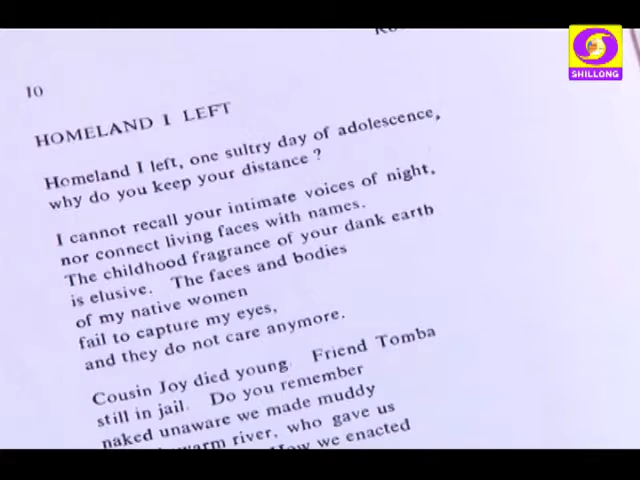 SHILLONG
10
HOMELAND I LEFT
Homeland I left, one sultry day of adolescence,
why do you keep your distance ?
I cannot recall your intimate voices of night,
nor connect living faces with names.
The childhood fragrance of your dank earth
is elusive. The faces and bodies
of my native women
fail to capture my eyes,
and they do not care anymore.
Cousin Joy died young. Friend Tomba
still in jail. Do you remember
naked unaware we made muddy
warm river, who gave us
How we enacted